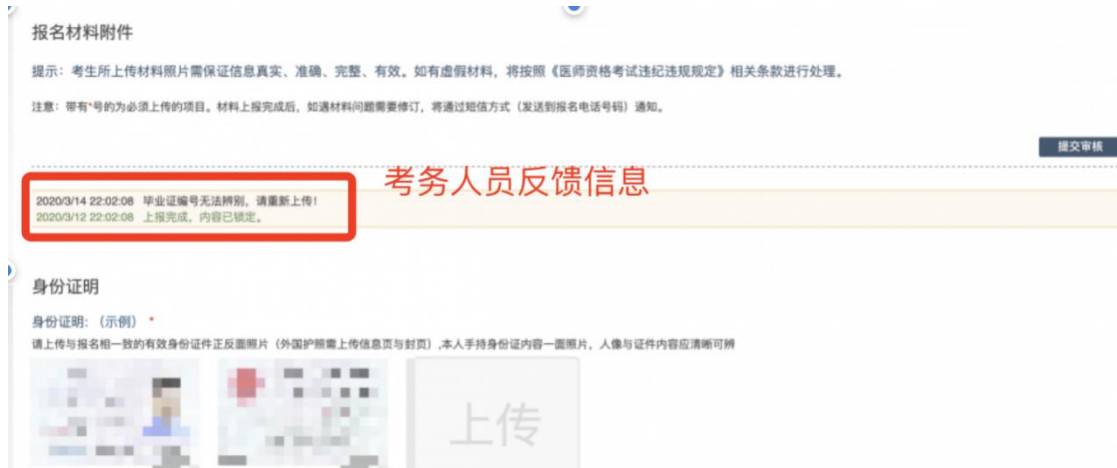 报名材料附件
提示：考生所上传材料照片需保证信息真实、准确、完整、有效。如有虚假材料，将按照《医师资格考试违纪违规规定》相关条款进行处理。
注意：带有*号的为必须上传的项目。材料上报完成后，如遇材料问题需要修订，将通过短信方式（发送到报名电话号码）通知。
提交审核
考务人员反馈信息
2020/3/14 22:02:08 毕业证编号无法辨别，请重新上传！
2020/3/12 22:02:08 上报完成，内容已锁定。
身份证明
身份证明：（示例） *
请上传与报名相一致的有效身份证件正反面照片（外国护照需上传信息页与封页）,本人手持身份证内容一面照片，人像与证件内容应清晰可辨
上传